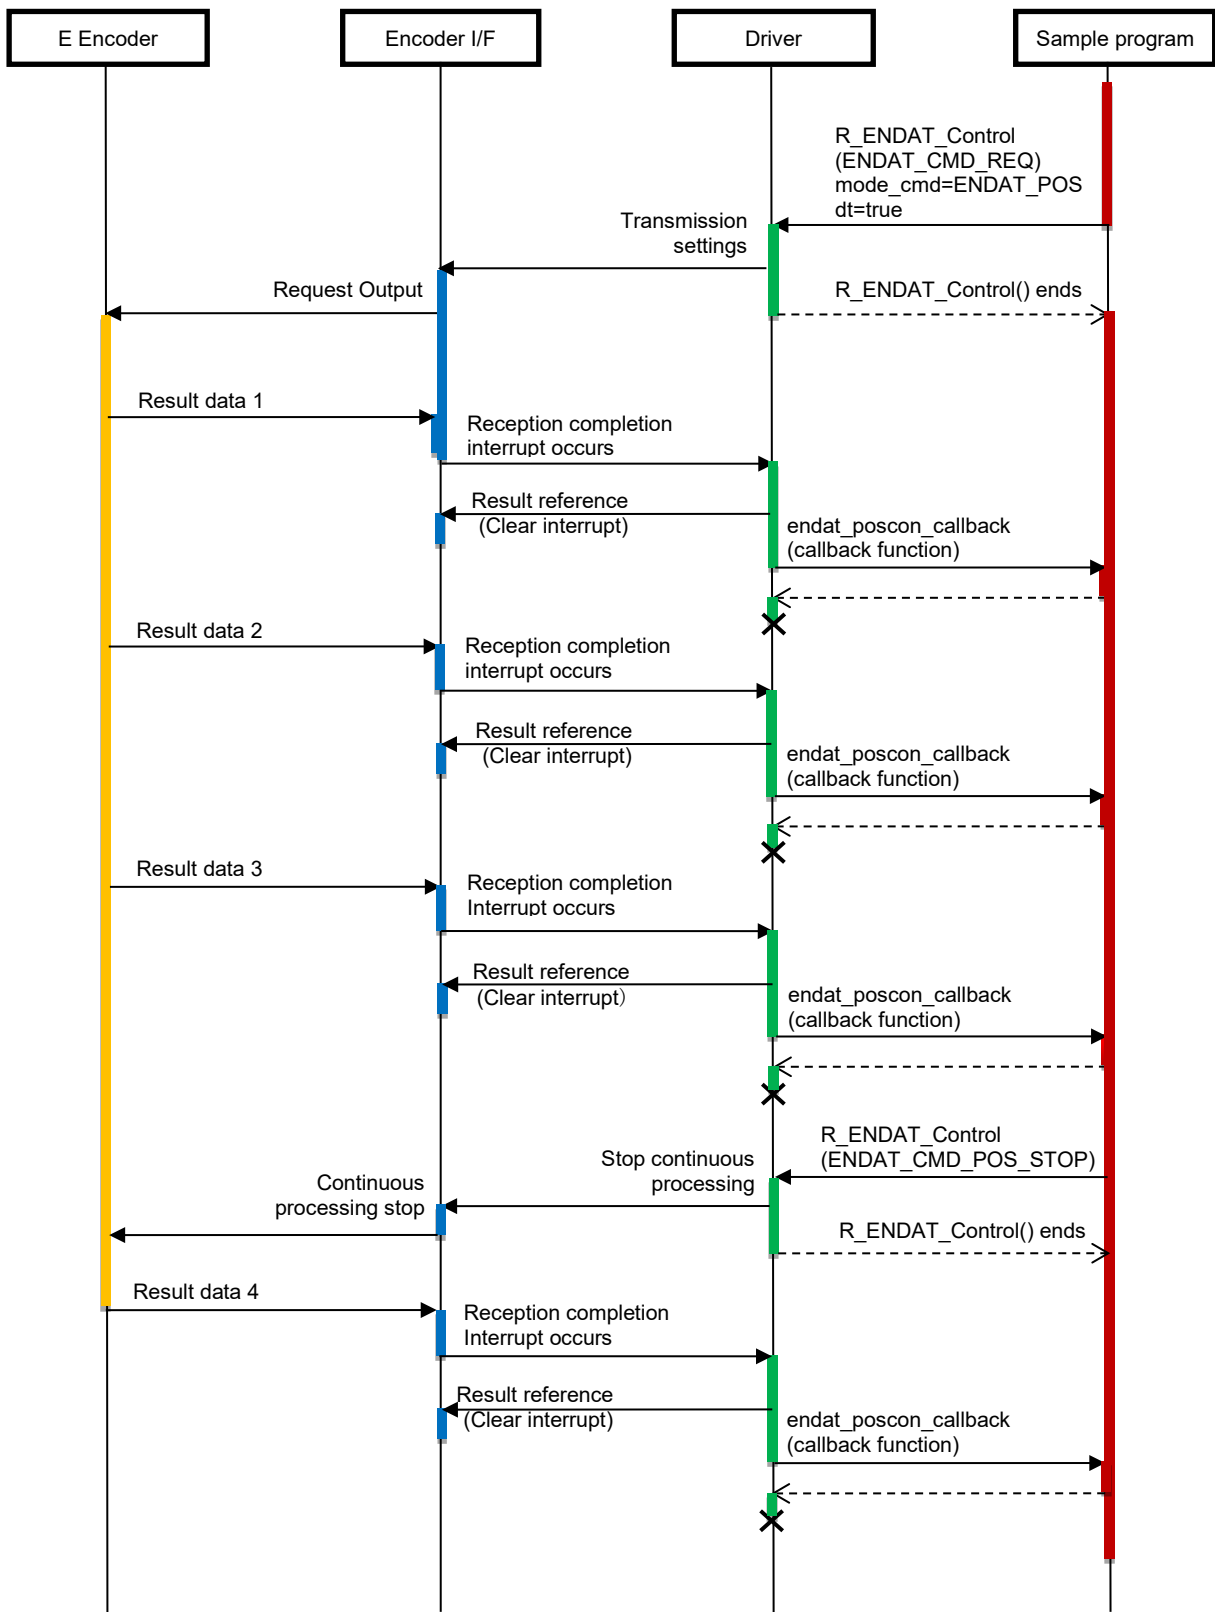 E Encoder
Encoder I/F
Driver
Sample program
R_ENDAT_Control
(ENDAT_CMD_REQ)
mode_cmd=ENDAT_POS
dt=true
Transmission
settings
Request Output
R_ENDAT_Control() ends
Result data 1
Reception completion
interrupt occurs
Result reference
(Clear interrupt)
endat_poscon_callback
(callback function)
Result data 2
Reception completion
interrupt occurs
Result reference
(Clear interrupt)
endat_poscon_callback
(callback function)
Result data 3
Reception completion
Interrupt occurs
Result reference
(Clear interrupt）
endat_poscon_callback
(callback function)
R_ENDAT_Control
(ENDAT_CMD_POS_STOP)
Stop continuous
processing
Continuous
processing stop
R_ENDAT_Control() ends
Result data 4
Reception completion
Interrupt occurs
Result reference
(Clear interrupt)
endat_poscon_callback
(callback function)